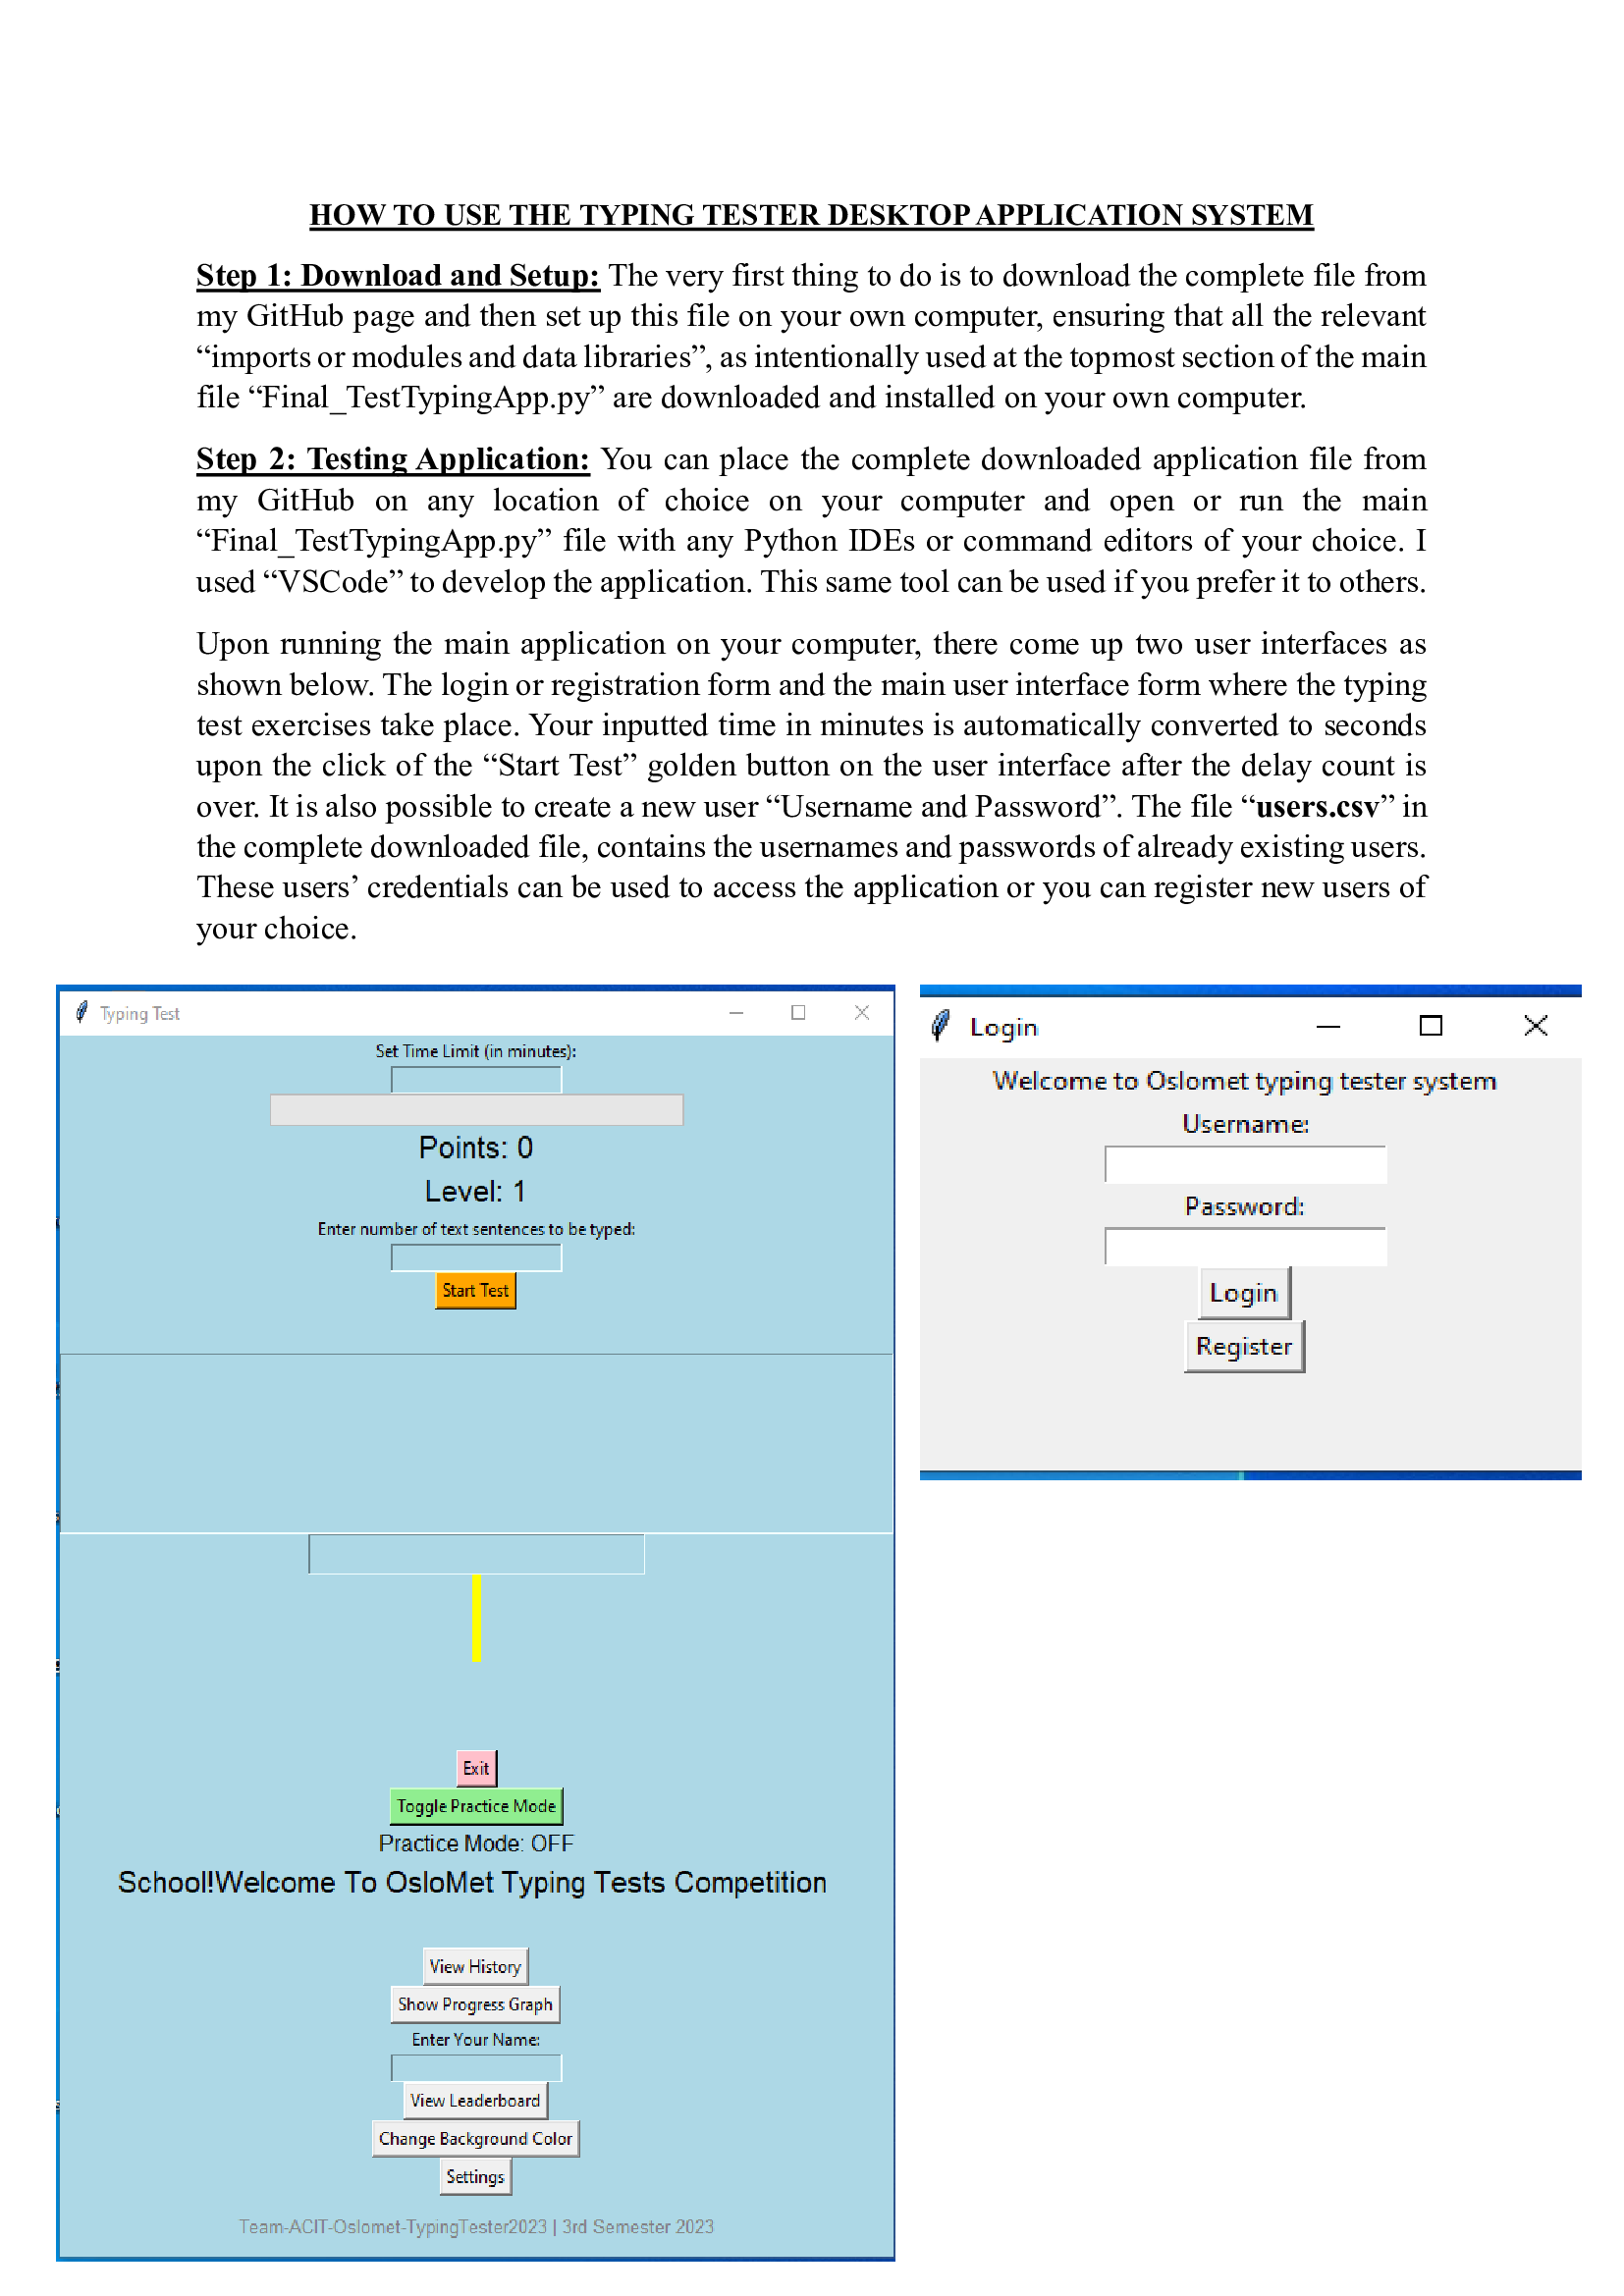 HOW TO USE THE TYPING TESTER DESKTOP APPLICATION SYSTEM
Step 1: Download and Setup: The very first thing to do is to download the complete file from
my GitHub page and then set up this file on your own computer, ensuring that all the relevant
“imports or modules and data libraries”, as intentionally used at the topmost section of the main
file “Final_TestTypingApp.py” are downloaded and installed on your own computer.
Step 2: Testing Application: You can place the complete downloaded application file from
my GitHub on any location of choice on your computer and open or run the main
“Final_TestTypingApp.py” file with any Python IDEs or command editors of your choice. I
used “VSCode” to develop the application. This same tool can be used if you prefer it to others.
Upon running the main application on your computer, there come up two user interfaces as
shown below. The login or registration form and the main user interface form where the typing
test exercises take place. Your inputted time in minutes is automatically converted to seconds
upon the click of the “Start Test” golden button on the user interface after the delay count is
over. It is also possible to create a new user “Username and Password”. The file “users.csv” in
the complete downloaded file, contains the usernames and passwords of already existing users.
These users’ credentials can be used to access the application or you can register new users of
your choice.
Typing Test
Set Time Limit (in minutes):
Points: 0
Level: 1
Enter number of text sentences to be typed:
Start Test
Exit
Toggle Practice Mode
Practice Mode: OFF
School!Welcome To OsloMet Typing Tests Competition
View History
Show Progress Graph
Enter Your Name:
View Leaderboard
Change Background Color
Settings
Team-ACIT-Oslomet-TypingTester2023 | 3rd Semester 2023
Login
Welcome to Oslomet typing tester system
Username:
Password:
Login
Register